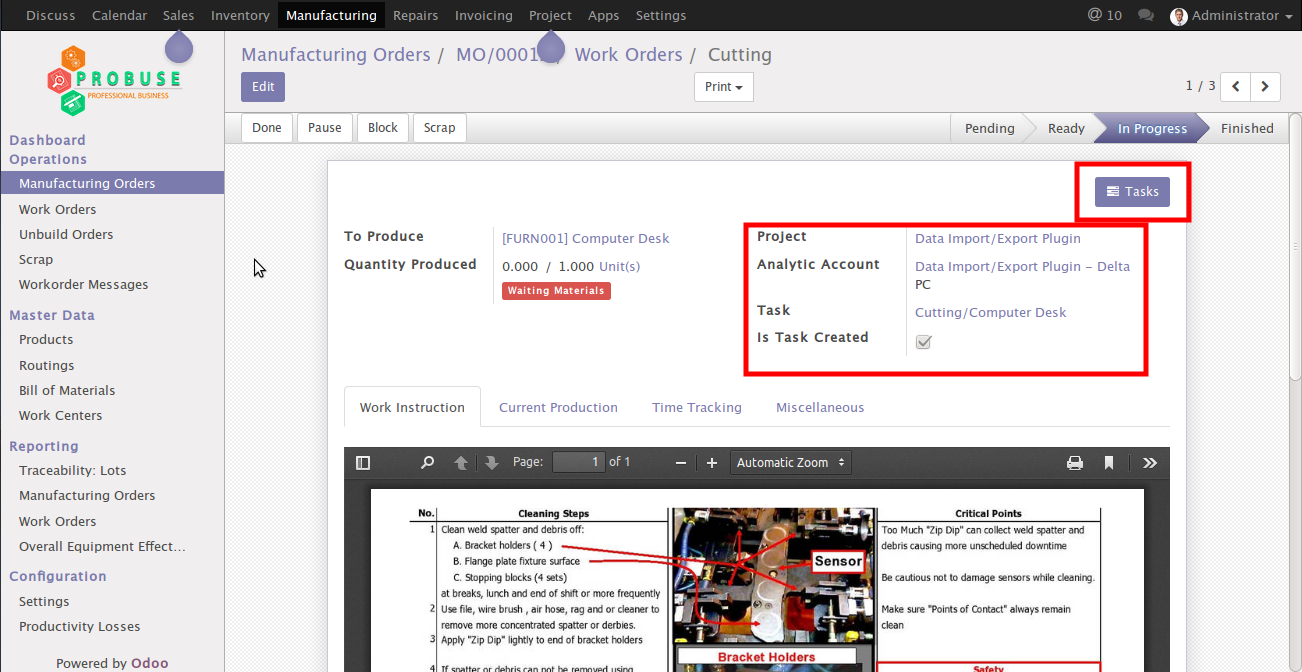 Discuss Calendar Sales Inventory Manufacturing Repairs Invoicing Project Apps Settings @ 10 Administrator
PROBUSE
PROFESSIONAL BUSINESS
Manufacturing Orders / Work Orders / Cutting
Edit
Print
1 / 3
Done Pause Block Scrap
Pending Ready In Progress Finished
Dashboard
Operations
Manufacturing Orders
Work Orders
Unbuild Orders
Scrap
Workorder Messages
Master Data
Products
Routings
Bill of Materials
Work Centers
Reporting
Traceability: Lots
Manufacturing Orders
Work Orders
Overall Equipment Effect...
Configuration
Settings
Productivity Losses
Powered by Odoo
Tasks
To Produce [FURN001] Computer Desk
Quantity Produced 0.000 / 1.000 Unit(s)
Waiting Materials
Project Data Import/Export Plugin
Analytic Account Data Import/Export Plugin - Delta
PC
Task Cutting/Computer Desk
Is Task Created
Work Instruction Current Production Time Tracking Miscellaneous
Page: 1 of 1
Automatic Zoom
No. Cleaning Steps
1 Clean weld spatter and debris off:
A. Bracket holders ( 4 )
B. Flange plate fixture surface
C. Stopping blocks (4 sets)
at breaks, lunch and end of shift or more frequently
2 Use file, wire brush , air hose, rag and or cleaner to
remove more concentrated spatter or derbies.
3 Apply "Zip Dip" lightly to end of bracket holders
4 If spatter or debris can not be removed using
Sensor
Bracket Holders
Critical Points
Too Much "Zip Dip" can collect weld spatter and
debris causing more unscheduled downtime
Be cautious not to damage sensors while cleaning.
Make sure "Points of Contact" always remain
clean
Safety